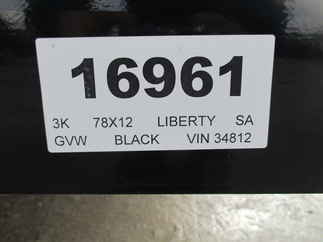 16961
3K 78X12 LIBERTY SA
GVW BLACK VIN 34812